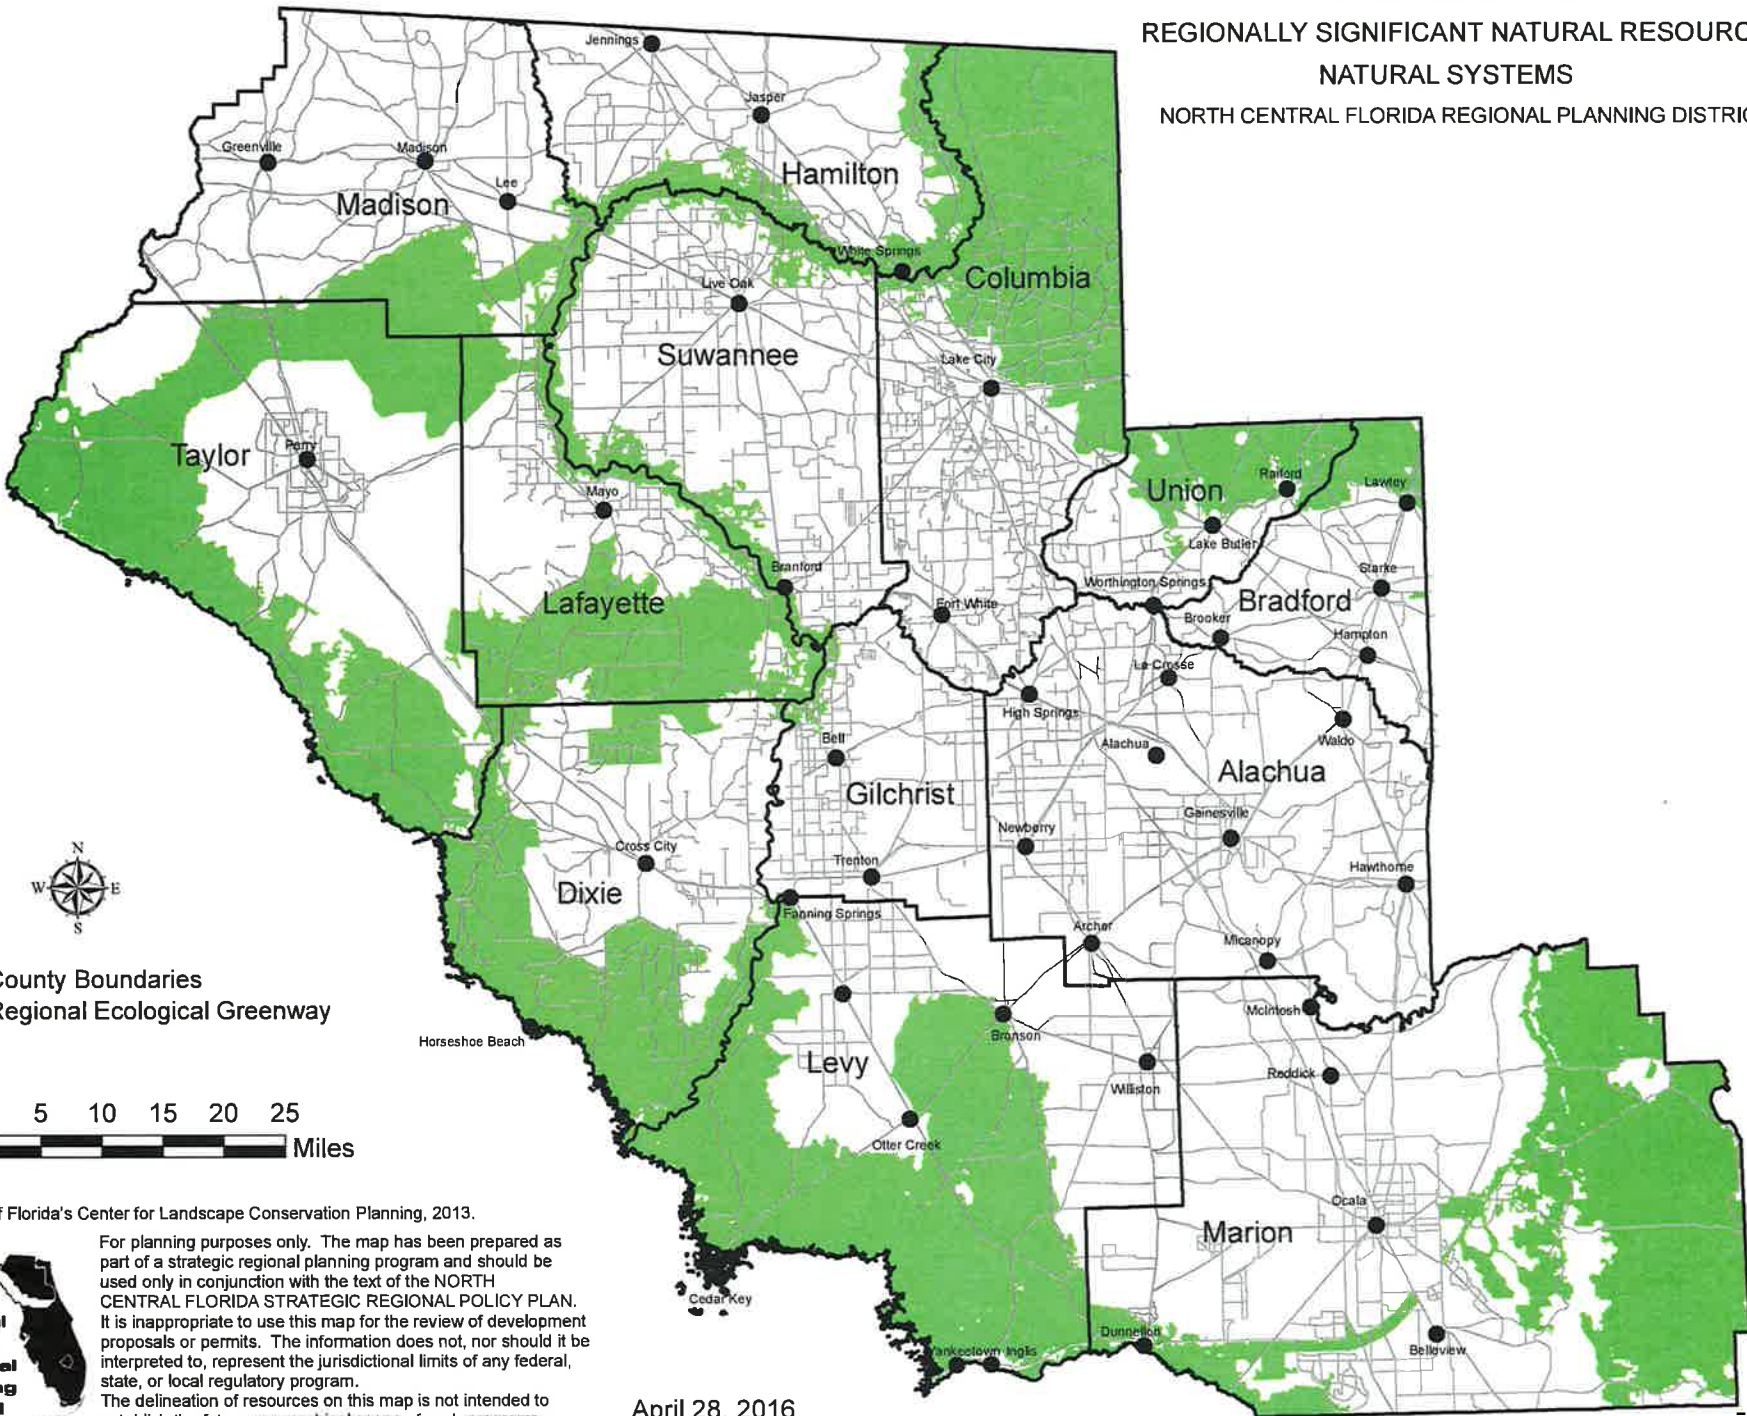 REGIONALLY SIGNIFICANT NATURAL RESOURC
NATURAL SYSTEMS
NORTH CENTRAL FLORIDA REGIONAL PLANNING DISTRIC
Jennings
Jasper
Greenville
Madison
Lee
Hamilton
Madison
White Springs
Columbia
Live Oak
Suwannee
Lake City
Taylor
Perry
Mayo
Union
Raiford
Lawtey
Lake Butler
Branford
Starke
Worthington Springs
Lafayette
Fort White
Bradford
Brooker
Hampton
La Crosse
High Springs
Waldo
Bell
Alachua
Alachua
Gilchrist
Gainesville
Newberry
Cross City
Trenton
Hawthorne
Dixie
Fanning Springs
Archer
Micanopy
N
W
E
S
County Boundaries
Regional Ecological Greenway
Horseshoe Beach
McIntosh
Bronson
Levy
Reddick
Williston
5 10 15 20 25
Miles
Otter Creek
Ocala
Marion
Florida's Center for Landscape Conservation Planning, 2013.
For planning purposes only. The map has been prepared as
part of a strategic regional planning program and should be
used only in conjunction with the text of the NORTH
CENTRAL FLORIDA STRATEGIC REGIONAL POLICY PLAN.
It is inappropriate to use this map for the review of development
proposals or permits. The information does not, nor should it be
interpreted to, represent the jurisdictional limits of any federal,
state, or local regulatory program.
The delineation of resources on this map is not intended to
Cedar Key
Dunnellon
Yankeetown Inglis
Belleview
April 28, 2016